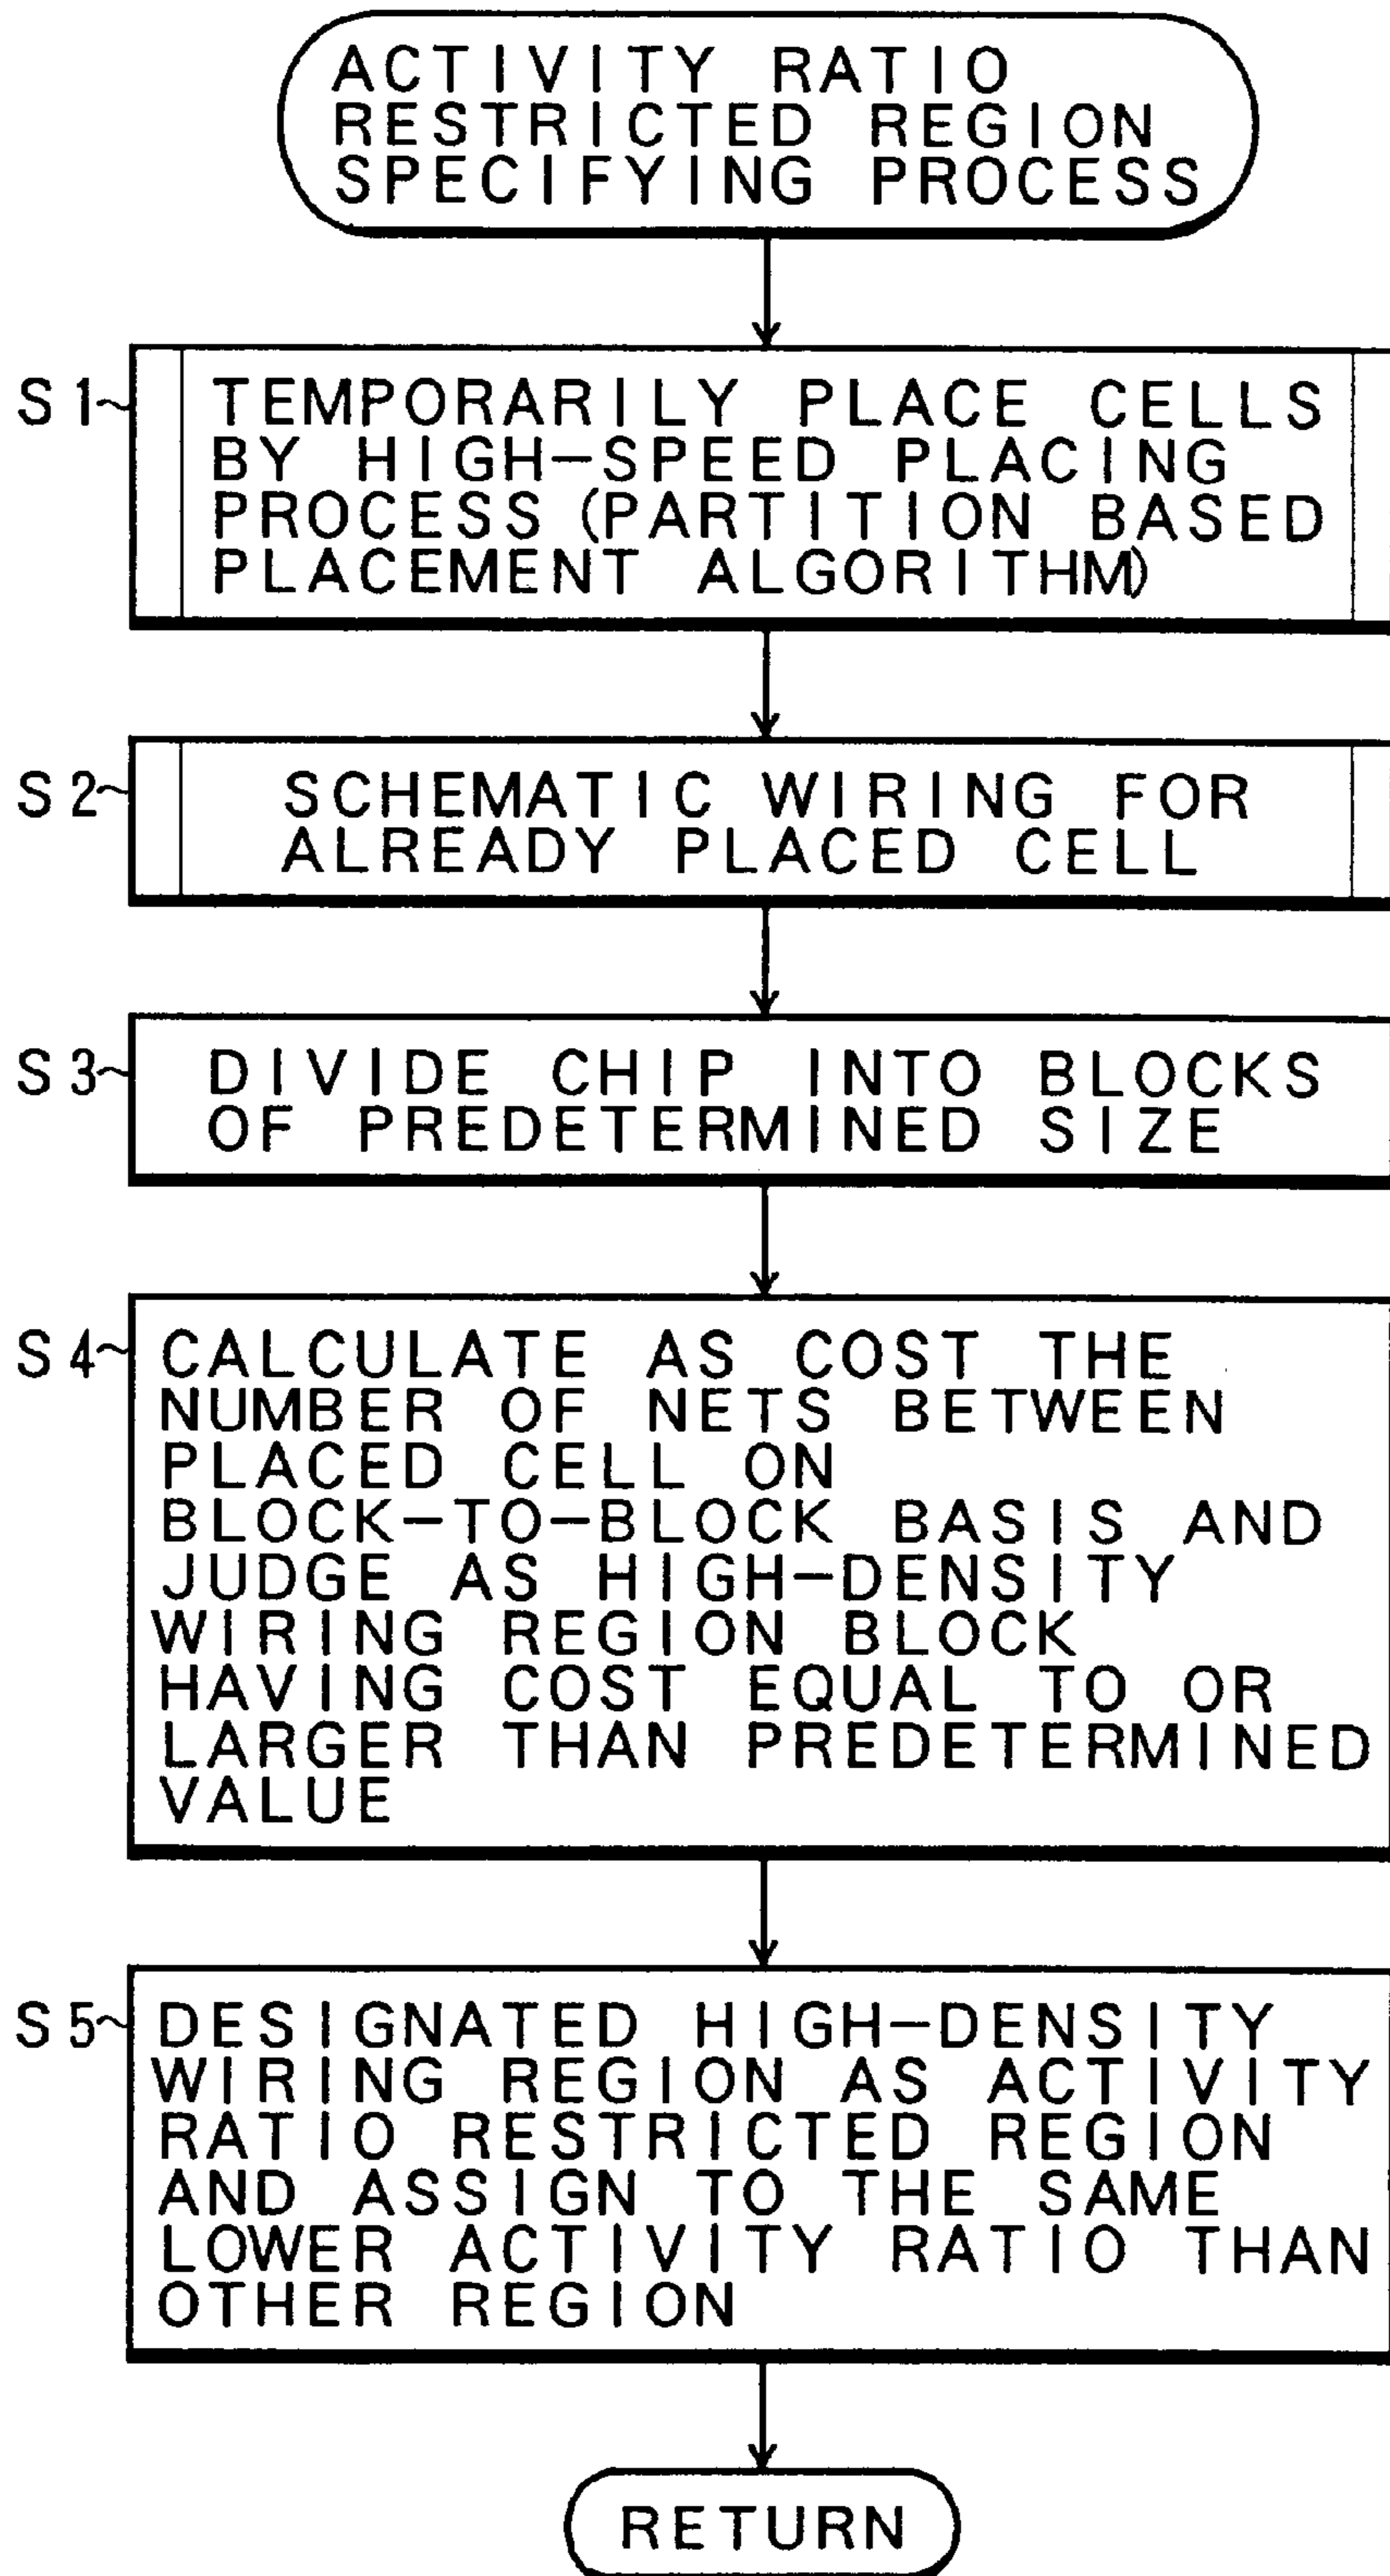 ACTIVITY RATIO
RESTRICTED REGION
SPECIFYING PROCESS
S1
TEMPORARILY PLACE CELLS
BY HIGH-SPEED PLACING
PROCESS (PARTITION BASED
PLACEMENT ALGORITHM)
S2
SCHEMATIC WIRING FOR
ALREADY PLACED CELL
S3
DIVIDE CHIP INTO BLOCKS
OF PREDETERMINED SIZE
S4
CALCULATE AS COST THE
NUMBER OF NETS BETWEEN
PLACED CELL ON
BLOCK-TO-BLOCK BASIS AND
JUDGE AS HIGH-DENSITY
WIRING REGION BLOCK
HAVING COST EQUAL TO OR
LARGER THAN PREDETERMINED
VALUE
S5
DESIGNATED HIGH-DENSITY
WIRING REGION AS ACTIVITY
RATIO RESTRICTED REGION
AND ASSIGN TO THE SAME
LOWER ACTIVITY RATIO THAN
OTHER REGION
RETURN